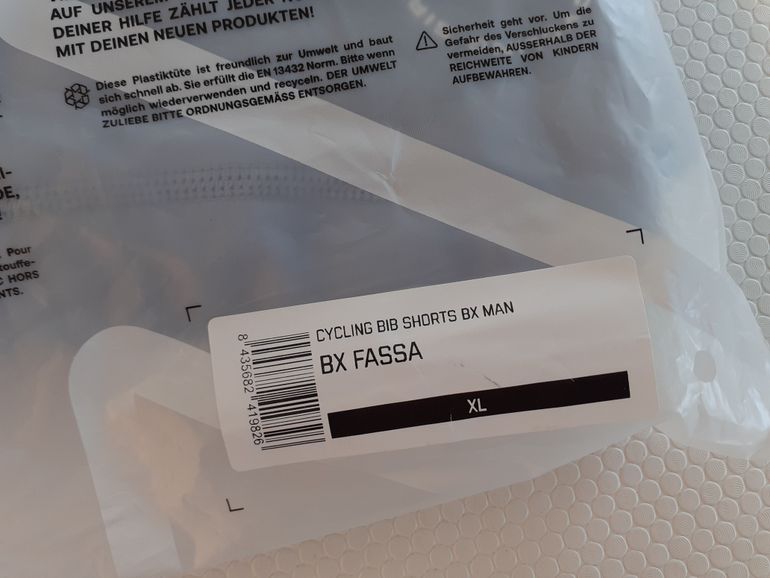 AUF UNSEREM
DEINER HILFE ZÄHLT JEDER
MIT DEINEN NEUEN PRODUKTEN!
Diese Plastiktüte ist freundlich zur Umwelt und baut
sich schnell ab. Sie erfüllt die EN 13432 Norm. Bitte wenn
möglich wiederverwenden und recyceln. DER UMWELT
ZULIEBE BITTE ORDNUNGSGEMÄSS ENTSORGEN.
Sicherheit geht vor. Um die
Gefahr des Verschluckens zu
vermeiden, AUSSERHALB DER
REICHWEITE VON KINDERN
AUFBEWAHREN.
Pour
HORS
CYCLING BIB SHORTS BX MAN
BX FASSA
XL
8 435682 419826